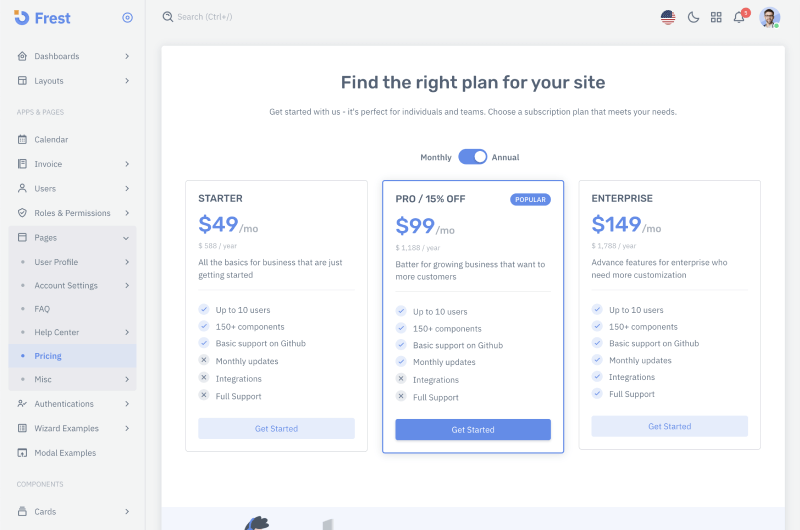 Frest
Search (Ctrl+/)
9
Dashboards
Layouts
APPS & PAGES
Calendar
Invoice
Users
Roles & Permissions
Pages
User Profile
Account Settings
FAQ
Help Center
Pricing
Misc
Authentications
Wizard Examples
Modal Examples
COMPONENTS
Cards
Find the right plan for your site
Get started with us - it's perfect for individuals and teams. Choose a subscription plan that meets your needs.
Monthly Annual
STARTER
$49/mo
$ 588 / year
All the basics for business that are just
getting started
Up to 10 users
150+ components
Basic support on Github
Monthly updates
Integrations
Full Support
Get Started
PRO / 15% OFF
POPULAR
$99/mo
$ 1,188 / year
Batter for growing business that want to
more customers
Up to 10 users
150+ components
Basic support on Github
Monthly updates
Integrations
Full Support
Get Started
ENTERPRISE
$149/mo
$ 1,788 / year
Advance features for enterprise who
need more customization
Up to 10 users
150+ components
Basic support on Github
Monthly updates
Integrations
Full Support
Get Started